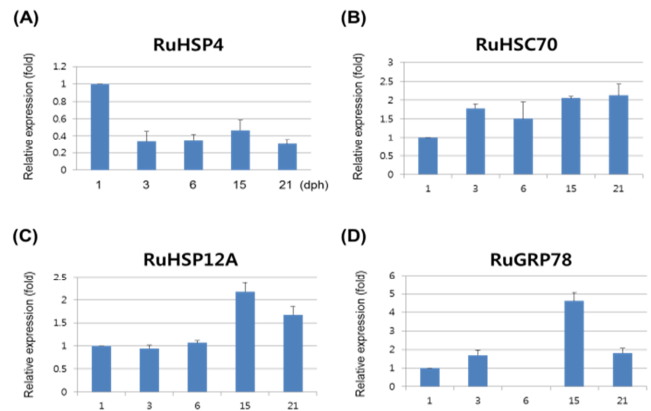 (A)
RuHSP4
Relative expression (fold)
1.2
1
0.8
0.6
0.4
0.2
0
1 3 6 15 21 (dph)
(B)
RuHSC70
Relative expression (fold)
3
2.5
2
1.5
1
0.5
0
1 3 6 15 21
(C)
RuHSP12A
Relative expression (fold)
2.5
2
1.5
1
0.5
0
1 3 6 15 21
(D)
RuGRP78
Relative expression (fold)
6
5
4
3
2
1
0
1 3 6 15 21